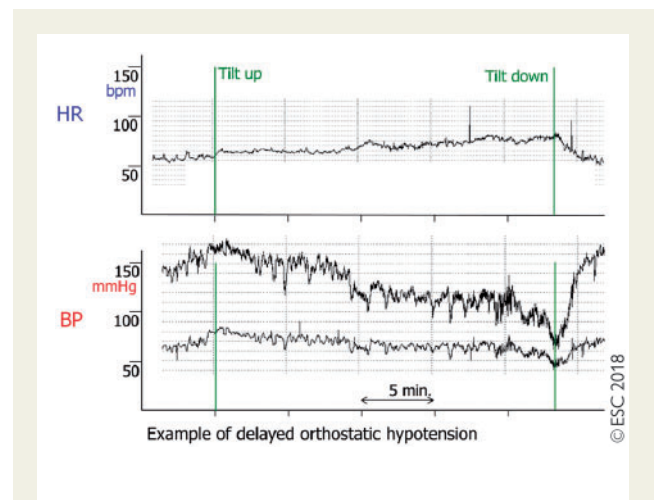 150
Tilt up
Tilt down
bpm
HR
100
50
150
mmHg
BP
100
50
5 min.
Example of delayed orthostatic hypotension
© ESC 2018